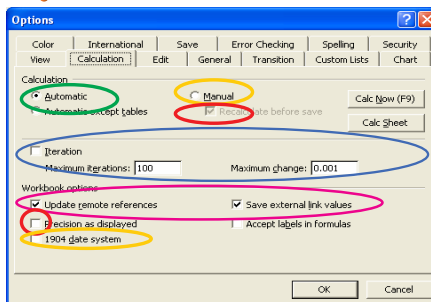 Options
Color International Save Error Checking Spelling Security
View Calculation Edit General Transition Custom Lists Chart
Calculation
Automatic Manual Calc Now (F9)
Automatic except tables Recalculate before save
Calc Sheet
Iteration
Maximum iterations: 100 Maximum change: 0.001
Workbook options
Update remote references Save external link values
Precision as displayed Accept labels in formulas
1904 date system
OK Cancel